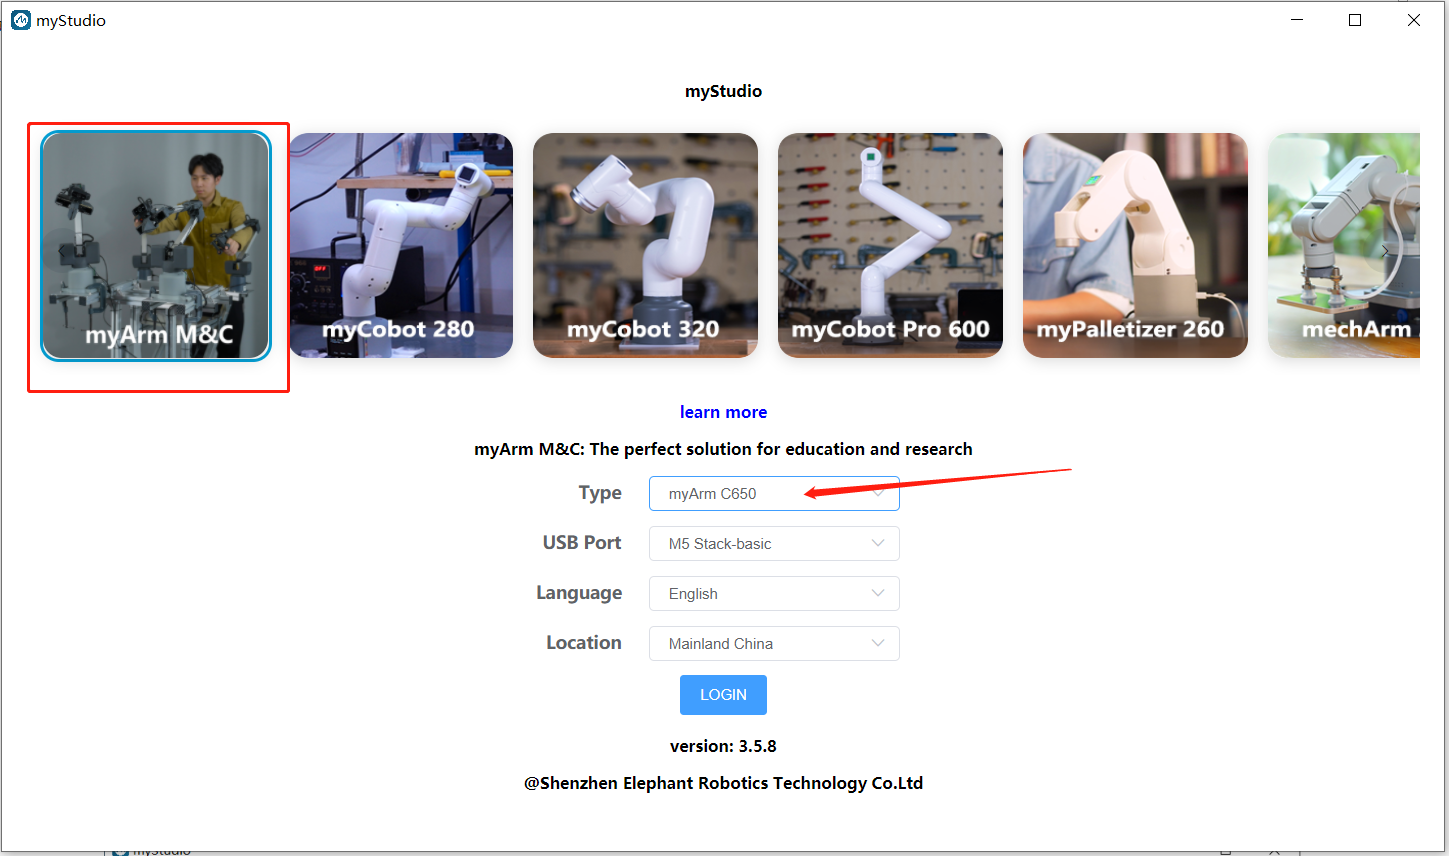 myStudio
myStudio
myArm M&C
myCobot 280
myCobot 320
myCobot Pro 600
myPalletizer 260
mechArm
learn more
myArm M&C: The perfect solution for education and research
Type
myArm C650
USB Port
M5 Stack-basic
Language
English
Location
Mainland China
LOGIN
version: 3.5.8
@Shenzhen Elephant Robotics Technology Co.Ltd
myStudio